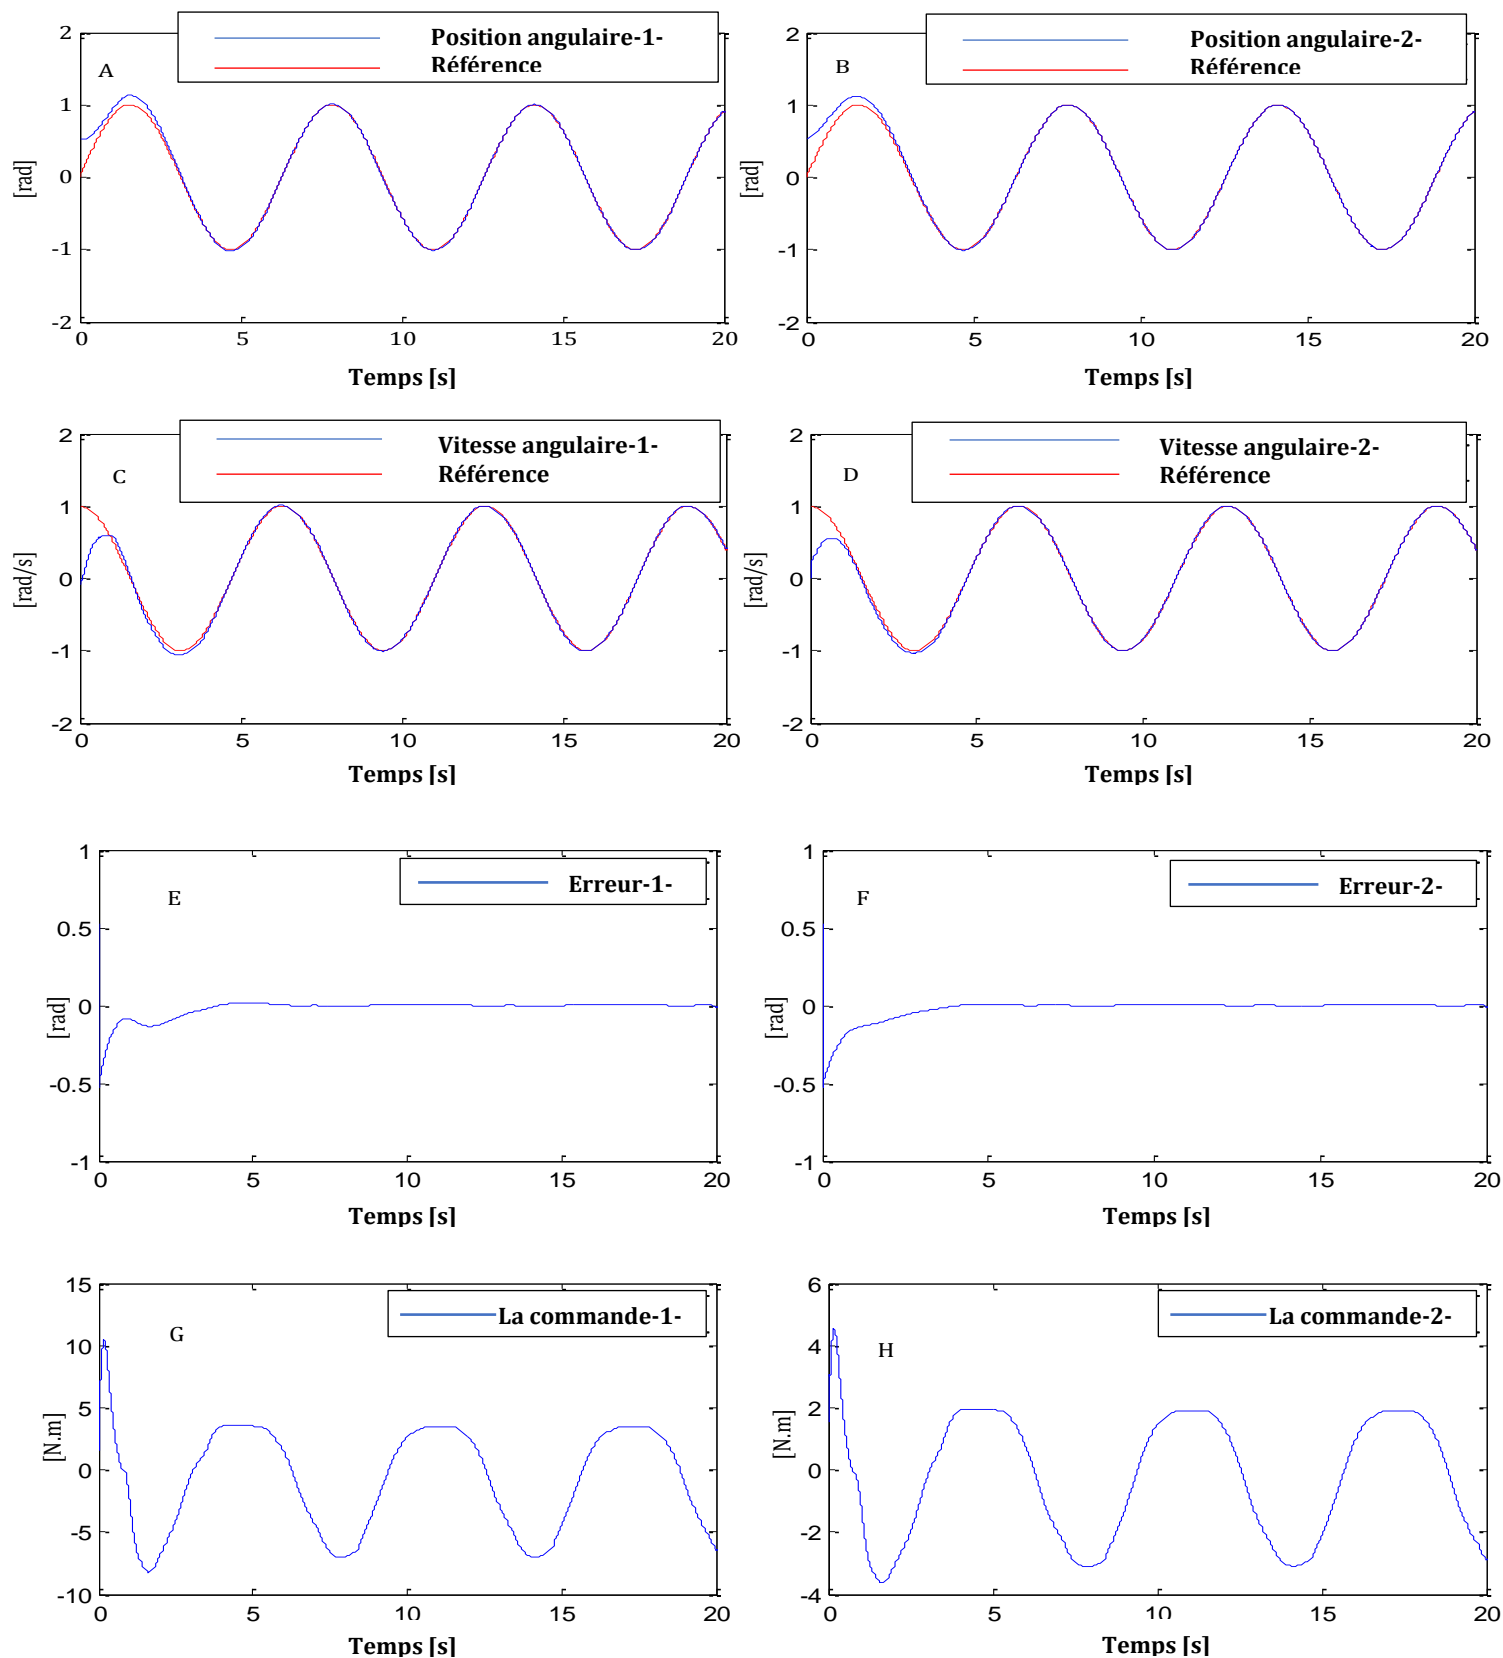 Position angulaire-1-
Référence
A
2
1
0
-1
-2
[rad]
0 5 10 15 20
Temps [s]
Position angulaire-2-
Référence
B
2
1
0
-1
-2
[rad]
0 5 10 15 20
Temps [s]
Vitesse angulaire-1-
Référence
C
2
1
0
-1
-2
[rad/s]
0 5 10 15 20
Temps [s]
Vitesse angulaire-2-
Référence
D
2
1
0
-1
-2
[rad/s]
0 5 10 15 20
Temps [s]
Erreur-1-
E
1
0.5
0
-0.5
-1
[rad]
0 5 10 15 20
Temps [s]
Erreur-2-
F
1
0.5
0
-0.5
-1
[rad]
0 5 10 15 20
Temps [s]
La commande-1-
G
15
10
5
0
-5
-10
[N.m]
0 5 10 15 20
Temps [s]
La commande-2-
H
6
4
2
0
-2
-4
[N.m]
0 5 10 15 20
Temps [s]